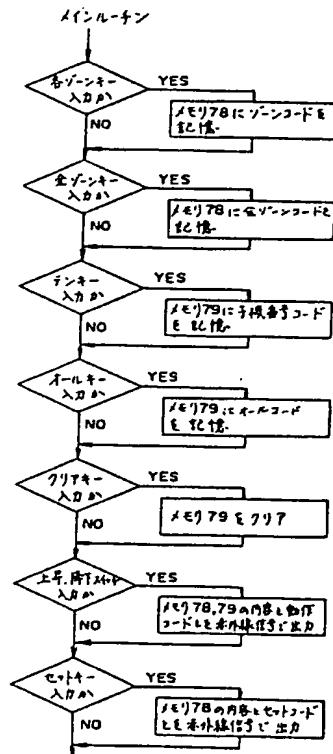 メインルーチン
各ゾーンキー
入力か
YES
メモリ78にゾーンコードを
記憶.
NO
全ゾーンキー
入力か
YES
メモリ78に全ゾーンコードを
記憶.
NO
テンキー
入力か
YES
メモリ79に子機番号コード
を記憶.
NO
オールキー
入力か
YES
メモリ79にオールコード
を記憶.
NO
クリアキー
入力か
YES
メモリ79をクリア
NO
上昇.降下スイッチ
入力か
YES
メモリ78,79の内容と動作
コードとを赤外線信号で出力
NO
セットキー
入力か
YES
メモリ78の内容とセットコード
とを赤外線信号で出力
NO